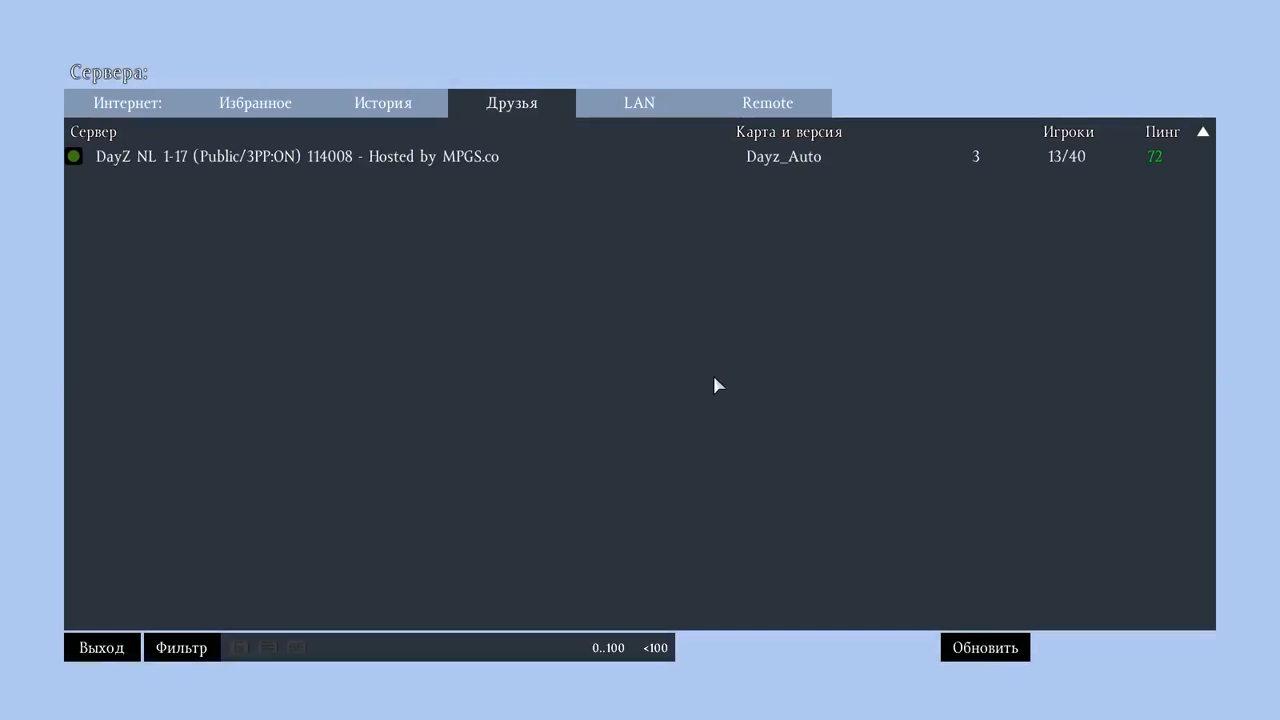 Сервера:
Интернет: Избранное История Друзья LAN Remote
Сервер Карта и версия Игроки Пинг
DayZ NL 1-17 (Public/3PP:ON) 114008 - Hosted by MPGS.co Dayz_Auto 3 13/40 72
Выход Фильтр 0..100 <100 Обновить